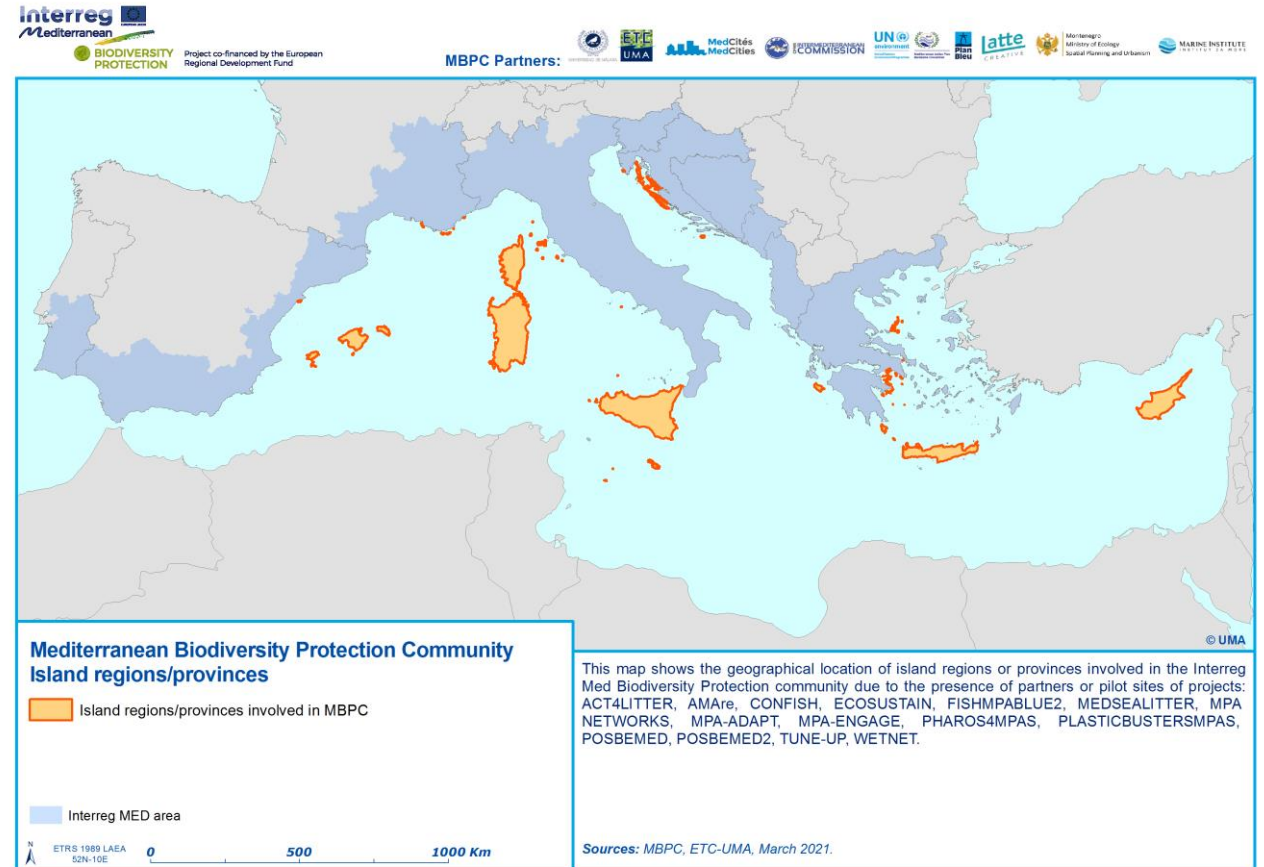 Interreg
Mediterranean
BIODIVERSITY
PROTECTION
Project co-financed by the European
Regional Development Fund
MBPC Partners:
ETC
UMA
MedCités
MedCities
INTERMEDITERRANEAN
COMMISSION
UN
environment
Plan
Bleu
Latte
CREATIVE
Montenegro
Ministry of Ecology
Spatial Planning and Urbanism
MARINE INSTITUTE
© UMA
Mediterranean Biodiversity Protection Community
Island regions/provinces
Island regions/provinces involved in MBPC
Interreg MED area
N
ETRS 1989 LAEA
52N-10E
0 500 1000 Km
This map shows the geographical location of island regions or provinces involved in the Interreg
Med Biodiversity Protection community due to the presence of partners or pilot sites of projects:
ACT4LITTER, AMAre, CONFISH, ECOSUSTAIN, FISHMPABLUE2, MEDSEALITTER, MPA
NETWORKS, MPA-ADAPT, MPA-ENGAGE, PHAROS4MPAS, PLASTICBUSTERSMPAS,
POSBEMED, POSBEMED2, TUNE-UP, WETNET.
Sources: MBPC, ETC-UMA, March 2021.